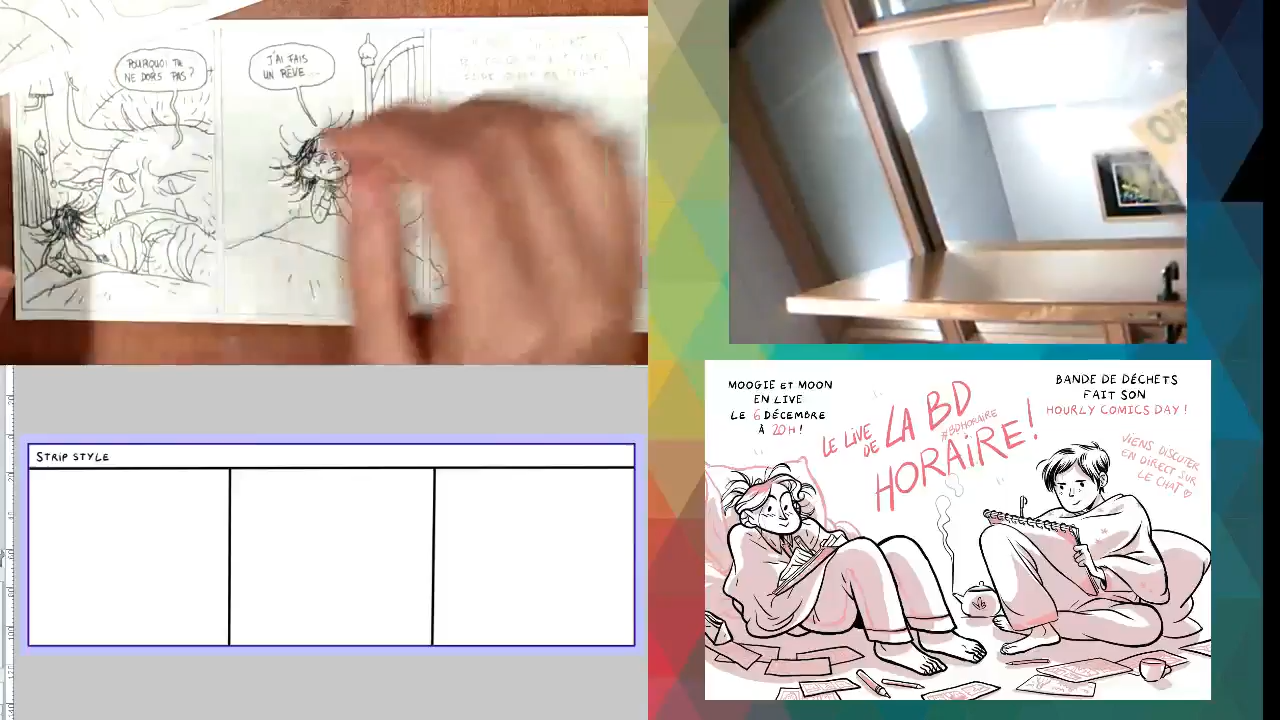 POURQUOI TU
NE DORS PAS ?
J'AI FAIS
UN RÊVE...
STRIP STYLE
MOOGIE ET MOON
EN LIVE
LE 6 DÉCEMBRE
À 20H !
LE LIVE
DE LA BD
#BDHORAIRE
HORAIRE !
BANDE DE DÉCHETS
FAIT SON
HOURLY COMICS DAY !
VIENS DISCUTER
EN DIRECT SUR
LE CHAT ♡